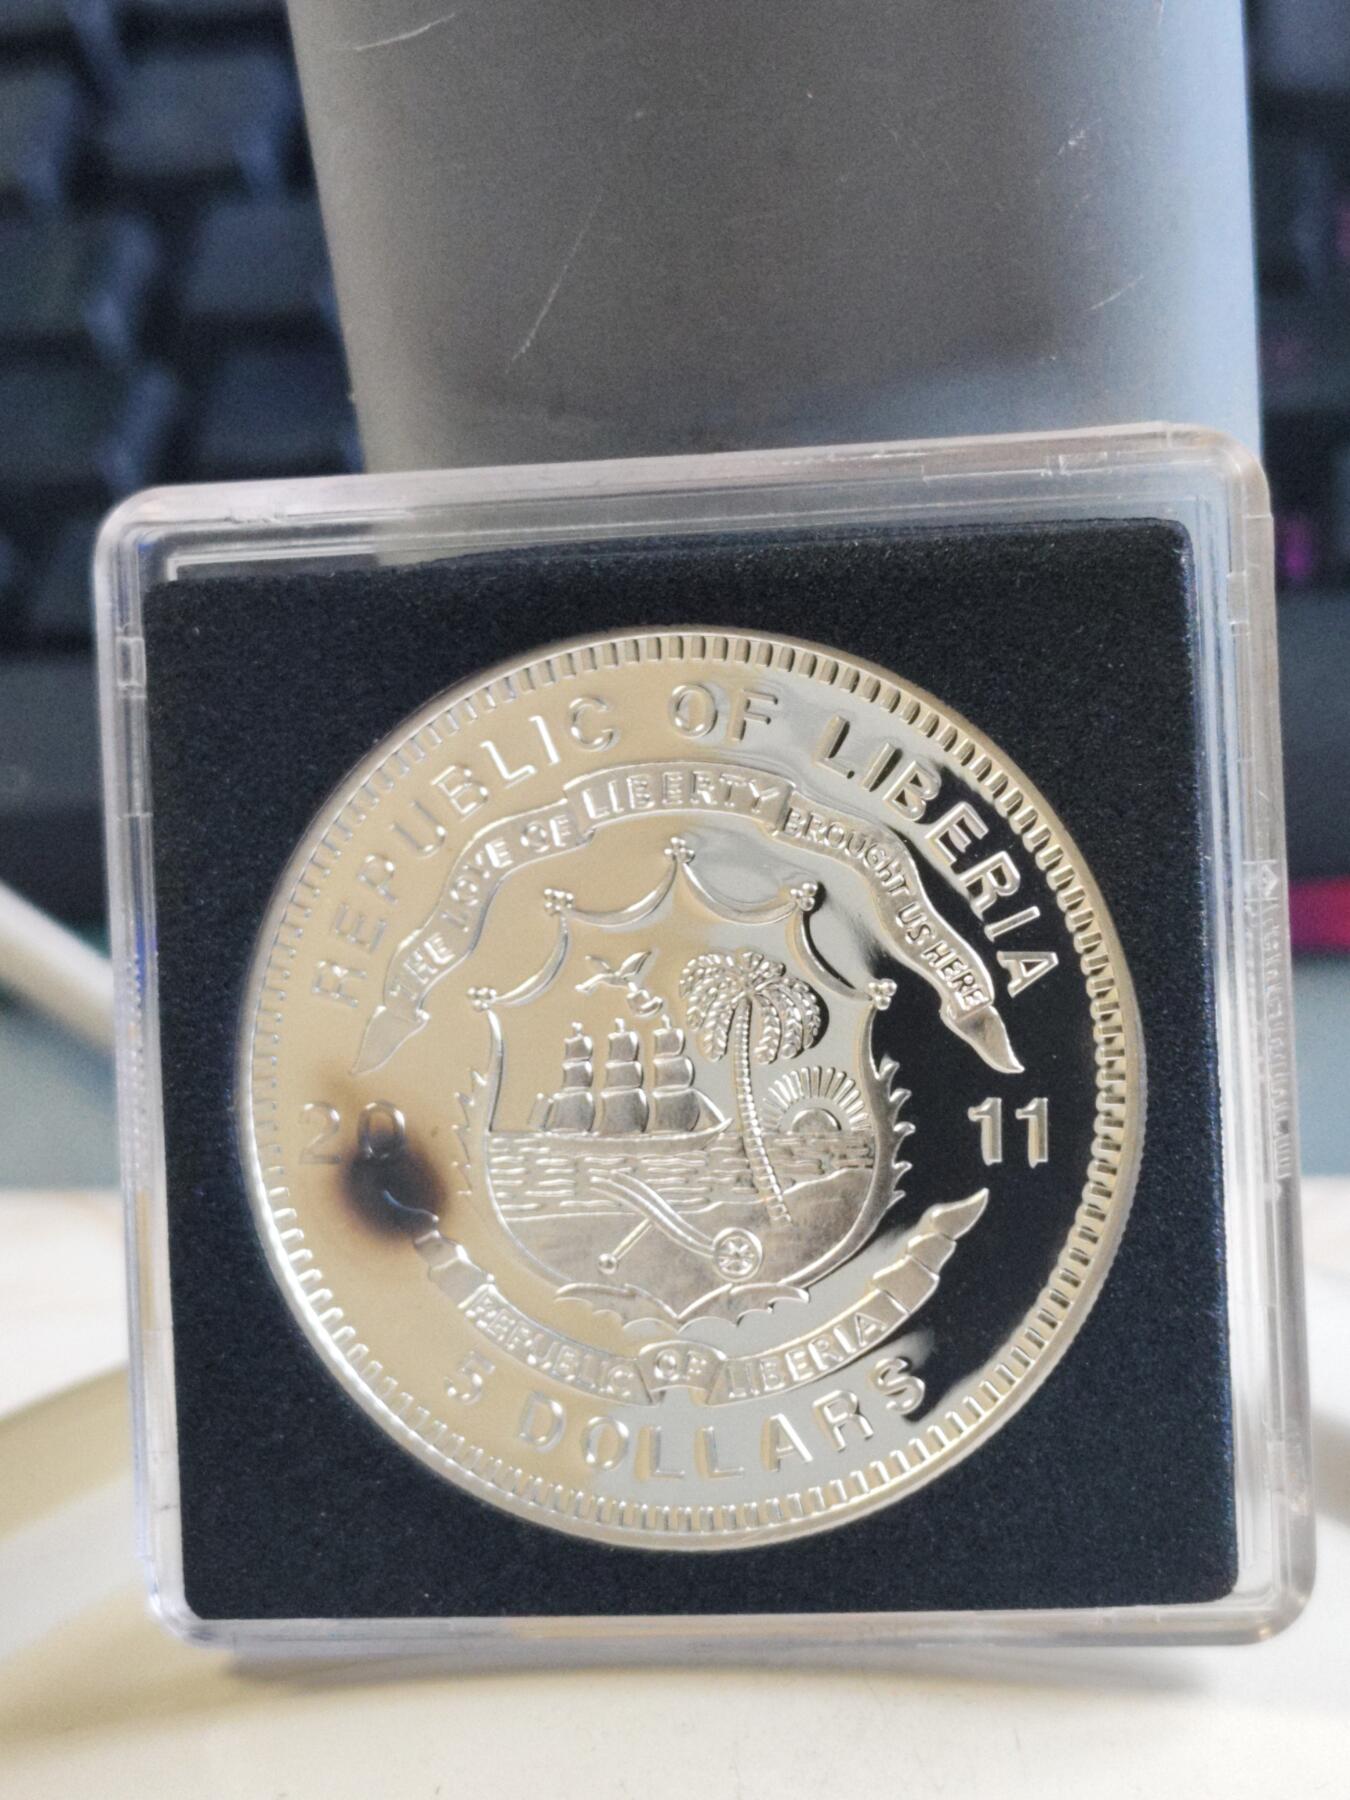 REPUBLIC OF LIBERIA
THE LOVE OF LIBERTY BROUGHT US HERE
20 11
REPUBLIC OF LIBERIA
5 DOLLARS